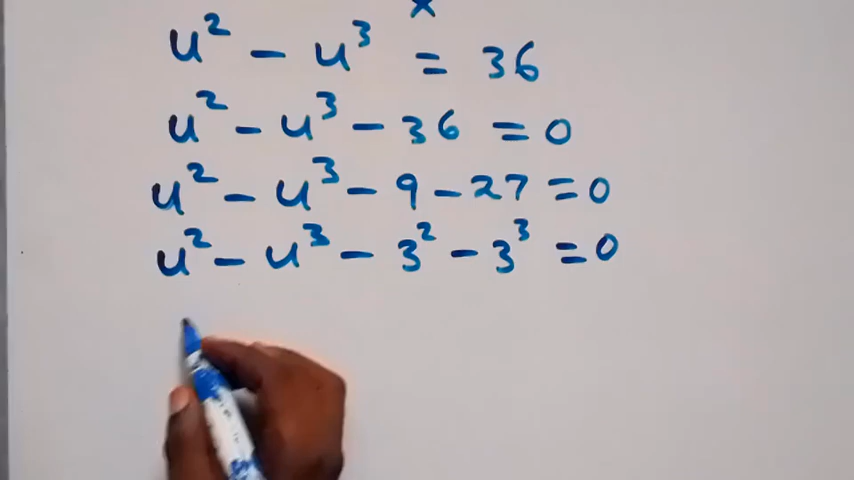 x
u² - u³ = 36
u² - u³ - 36 = 0
u² - u³ - 9 - 27 = 0
u² - u³ - 3² - 3³ = 0